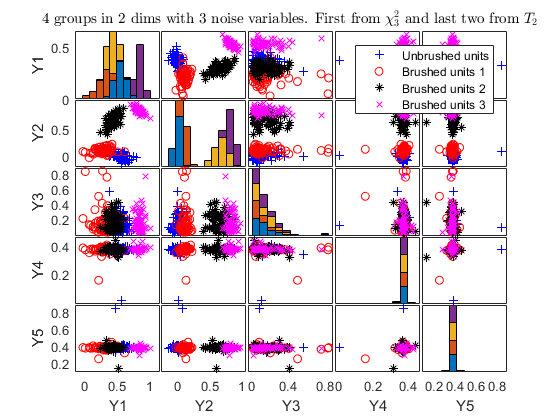 4 groups in 2 dims with 3 noise variables. First from χ²₃ and last two from T₂
Unbrushed units
Brushed units 1
Brushed units 2
Brushed units 3
Y1
0.5
0
Y2
0.5
0
Y3
0.8
0.6
0.4
0.2
Y4
0.4
0.2
Y5
0.8
0.6
0.4
0.2
0 0.5 1
0 0.5 1
0 0.4 0.8
0 0.2 0.4
0.2 0.4 0.6 0.8
Y1 Y2 Y3 Y4 Y5